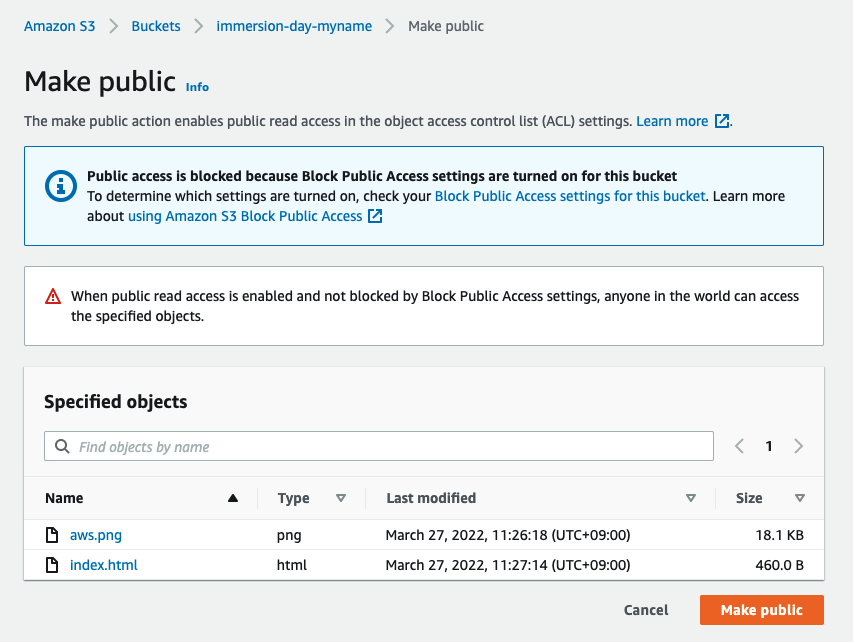 Amazon S3 > Buckets > immersion-day-myname > Make public
Make public Info
The make public action enables public read access in the object access control list (ACL) settings. Learn more.
Public access is blocked because Block Public Access settings are turned on for this bucket
To determine which settings are turned on, check your Block Public Access settings for this bucket. Learn more
about using Amazon S3 Block Public Access
When public read access is enabled and not blocked by Block Public Access settings, anyone in the world can access
the specified objects.
Specified objects
Find objects by name < 1 >
Name Type Last modified Size
aws.png png March 27, 2022, 11:26:18 (UTC+09:00) 18.1 KB
index.html html March 27, 2022, 11:27:14 (UTC+09:00) 460.0 B
Cancel Make public